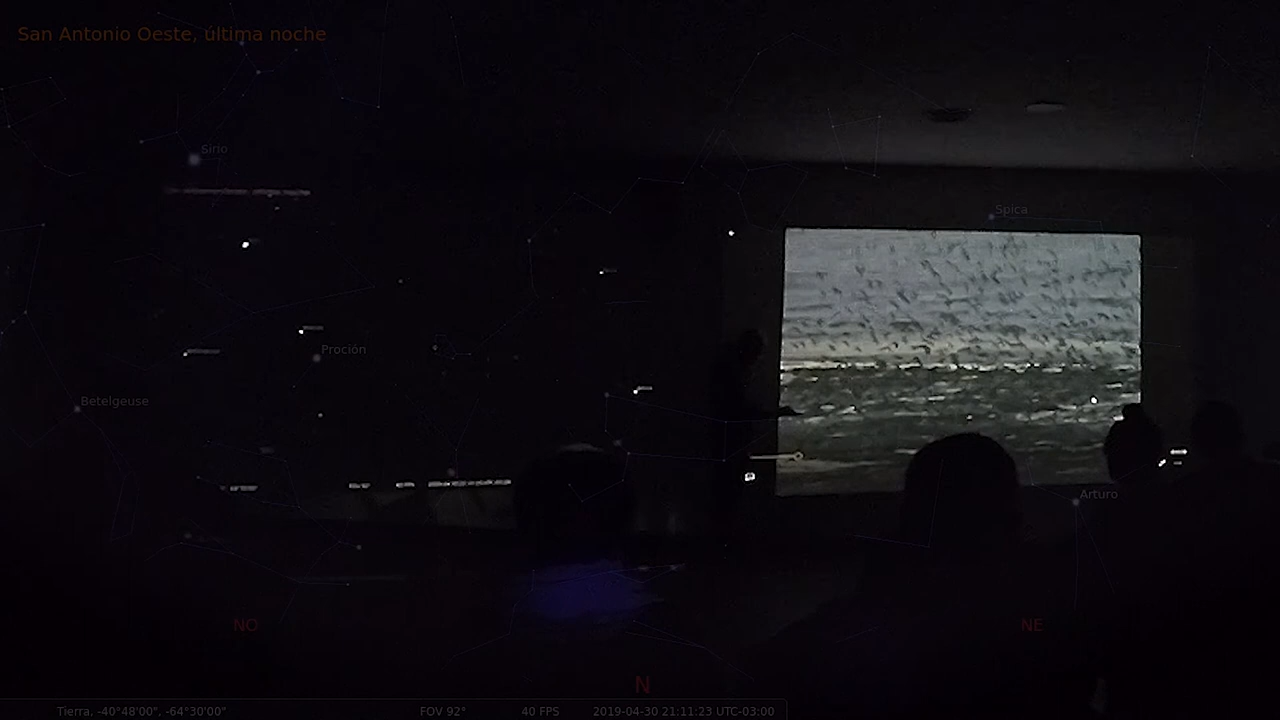 San Antonio Oeste, última noche
Sirio
Spica
Proción
Betelgeuse
Arturo
NO
NE
N
Tierra, -40°48'00", -64°30'00"
FOV 92°
40 FPS
2019-04-30 21:11:23 UTC-03:00